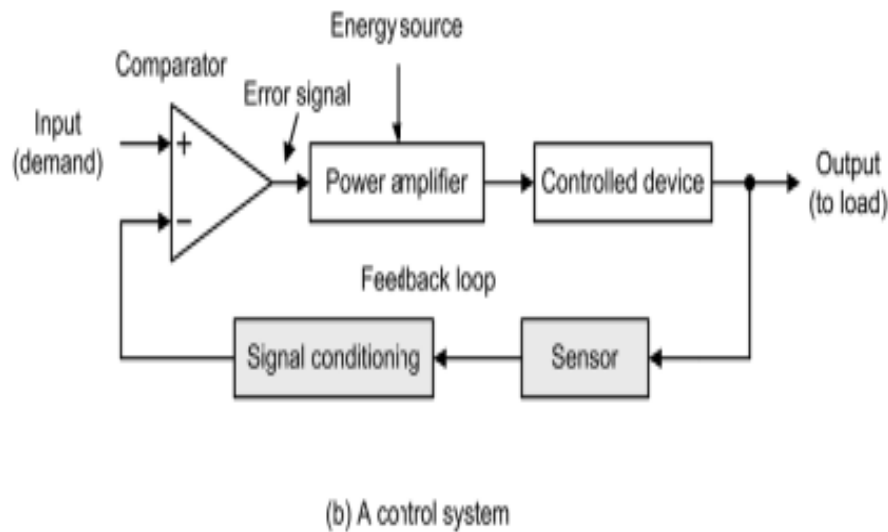 Energy source
Comparator
Error signal
Input
(demand)
+
Power amplifier
Controlled device
Output
(to load)
−
Feedback loop
Signal conditioning
Sensor
(b) A control system